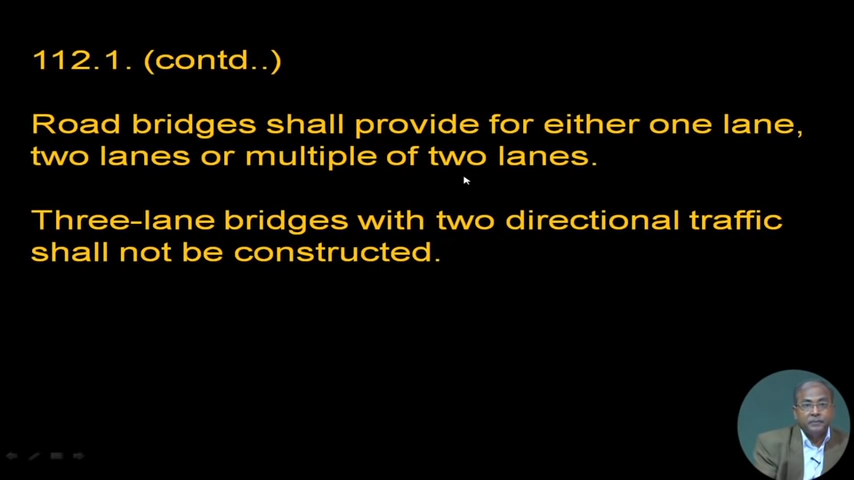 112.1. (contd..)
Road bridges shall provide for either one lane,
two lanes or multiple of two lanes.
Three-lane bridges with two directional traffic
shall not be constructed.